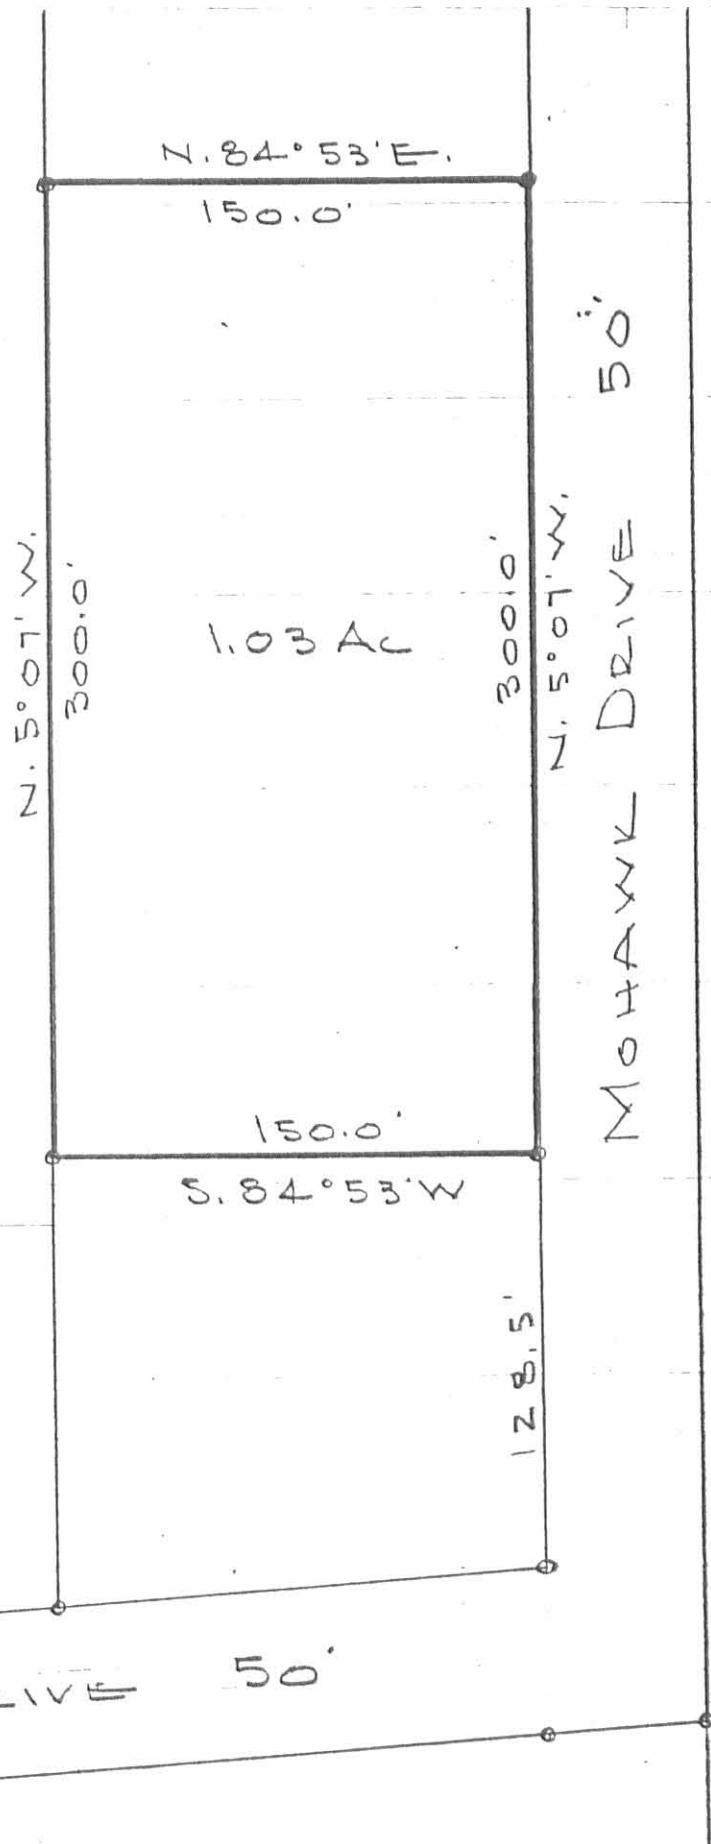 N. 84° 53' E.
150.0'
N. 5° 07' W.
300.0'
1.03 Ac
300.0'
N. 5° 07' W.
MOHAWK DRIVE 50'
150.0'
S. 84° 53' W
128.5'
IVE 50'